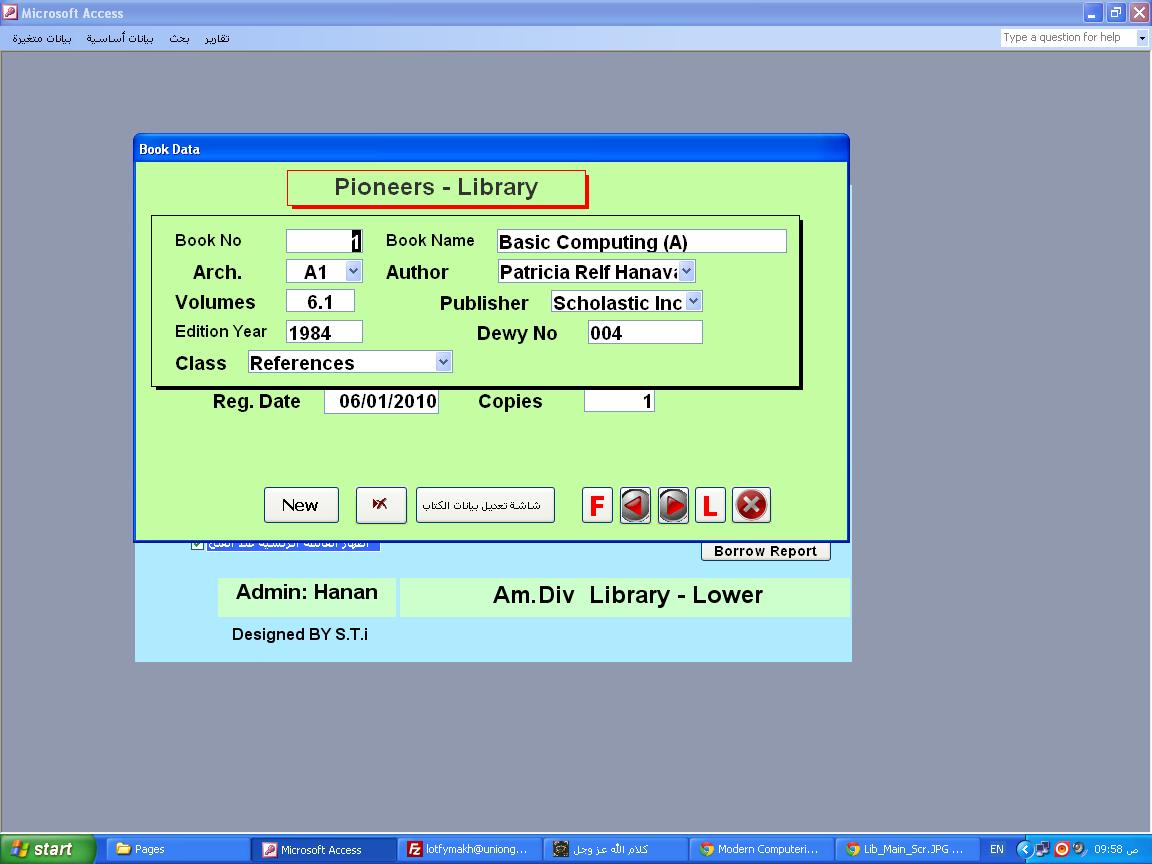 Microsoft Access
بيانات متغيرة بيانات أساسية بحث تقارير
Type a question for help
Book Data
Pioneers - Library
Book No 1 Book Name Basic Computing (A)
Arch. A1 Author Patricia Relf Hanava
Volumes 6.1 Publisher Scholastic Inc
Edition Year 1984 Dewy No 004
Class References
Reg. Date 06/01/2010 Copies 1
New شاشة تعديل بيانات الكتاب F L
Borrow Report
Admin: Hanan Am.Div Library - Lower
Designed BY S.T.i
start Pages Microsoft Access lotfymakh@uniong... كلام الله عز وجل Modern Computeri... Lib_Main_Scr.JPG ... EN 09:58 ص